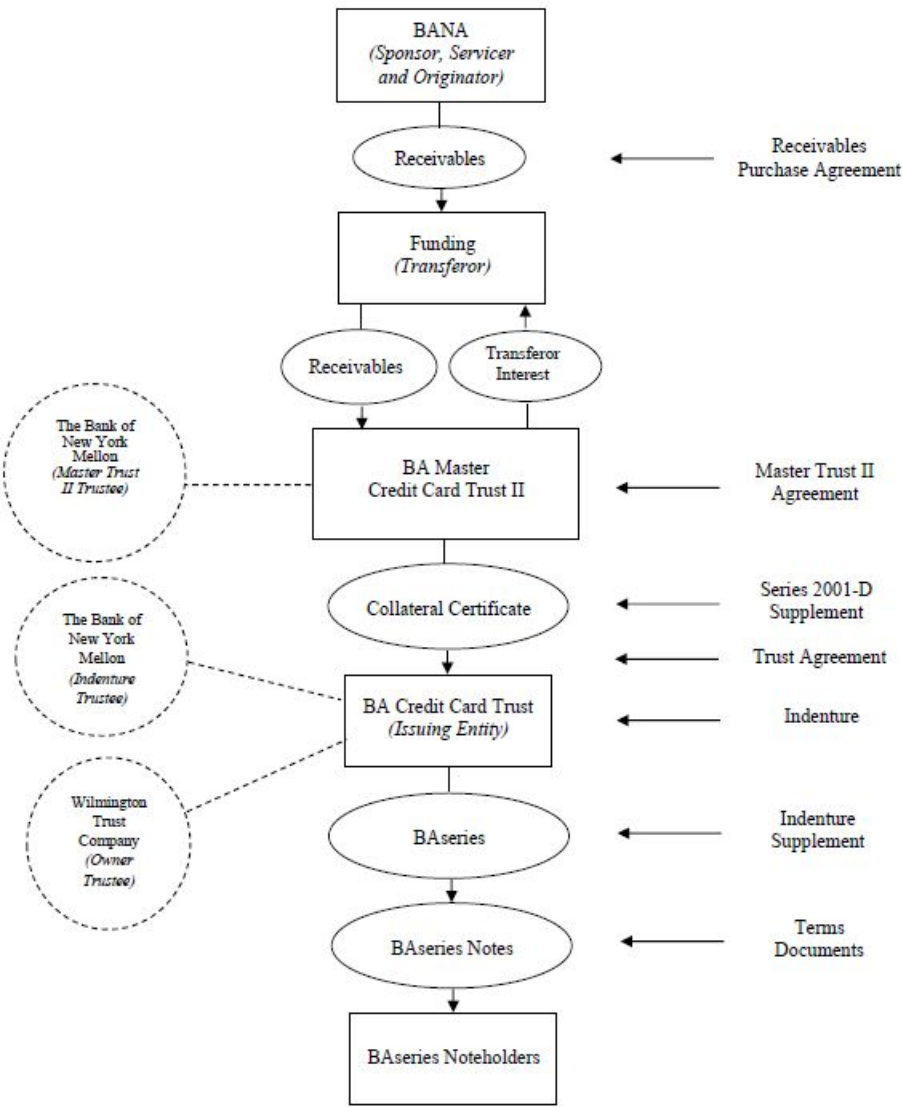 BANA
(Sponsor, Servicer
and Originator)
Receivables
Receivables
Purchase Agreement
Funding
(Transferor)
Receivables
Transferor
Interest
The Bank of
New York
Mellon
(Master Trust
II Trustee)
BA Master
Credit Card Trust II
Master Trust II
Agreement
Collateral Certificate
Series 2001-D
Supplement
The Bank of
New York
Mellon
(Indenture
Trustee)
Trust Agreement
BA Credit Card Trust
(Issuing Entity)
Indenture
Wilmington
Trust
Company
(Owner
Trustee)
BAseries
Indenture
Supplement
BAseries Notes
Terms
Documents
BAseries Noteholders